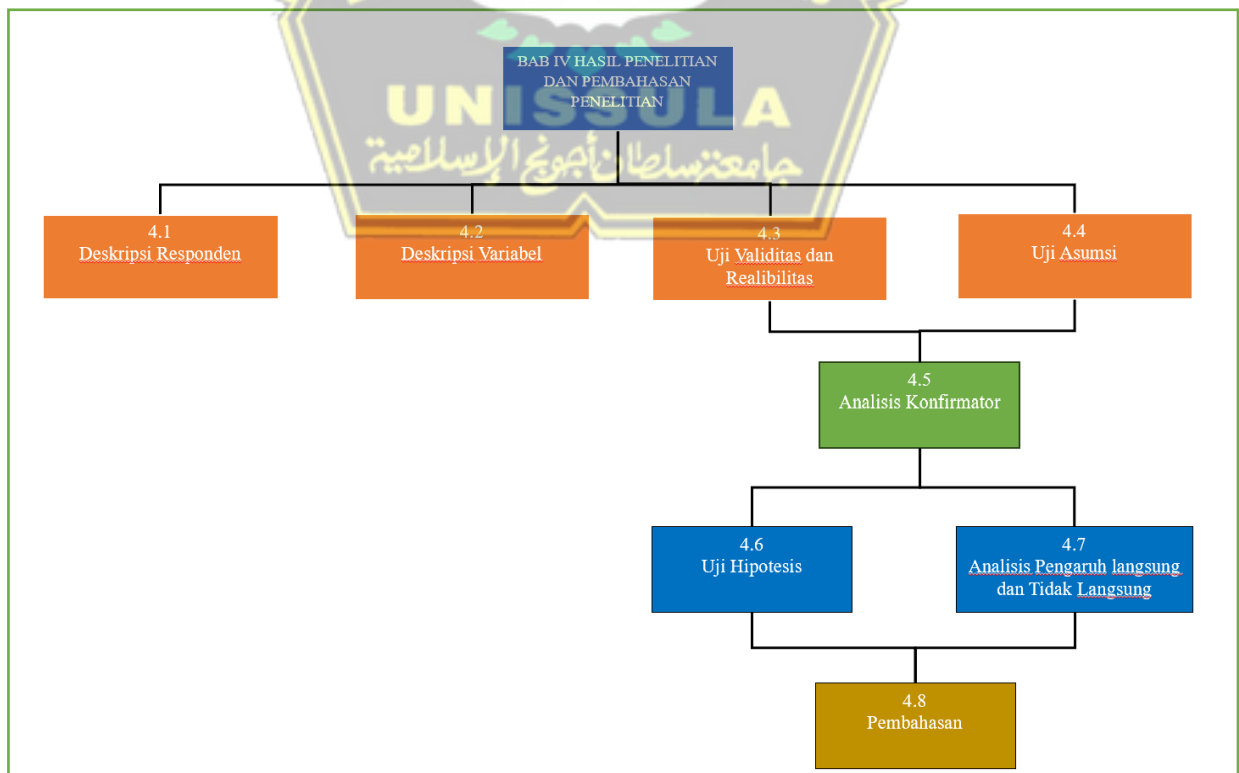 BAB IV HASIL PENELITIAN
DAN PEMBAHASAN
PENELITIAN
UNISSULA
جامعة سلطان أجونج الإسلامية
4.1
Deskripsi Responden
4.2
Deskripsi Variabel
4.3
Uji Validitas dan
Realibilitas
4.4
Uji Asumsi
4.5
Analisis Konfirmator
4.6
Uji Hipotesis
4.7
Analisis Pengaruh langsung
dan Tidak Langsung
4.8
Pembahasan